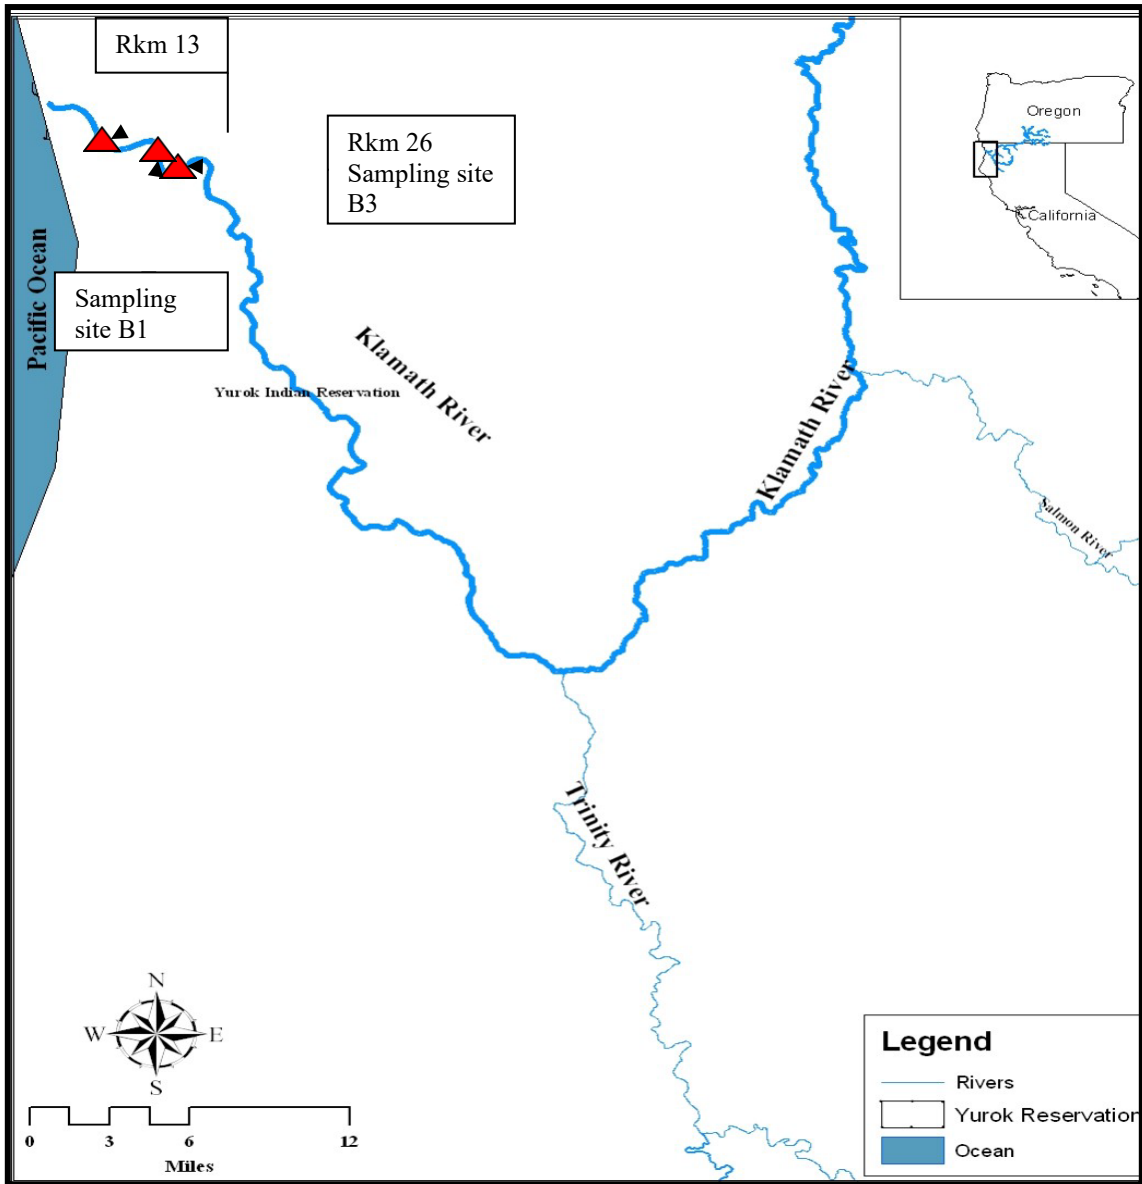 Rkm 13
Rkm 26
Sampling site
B3
Oregon
California
Pacific Ocean
Sampling
site B1
Klamath River
Yurok Indian Reservation
Klamath River
Salmon River
Trinity River
N
W
E
S
0
3
6
12
Miles
Legend
Rivers
Yurok Reservation
Ocean